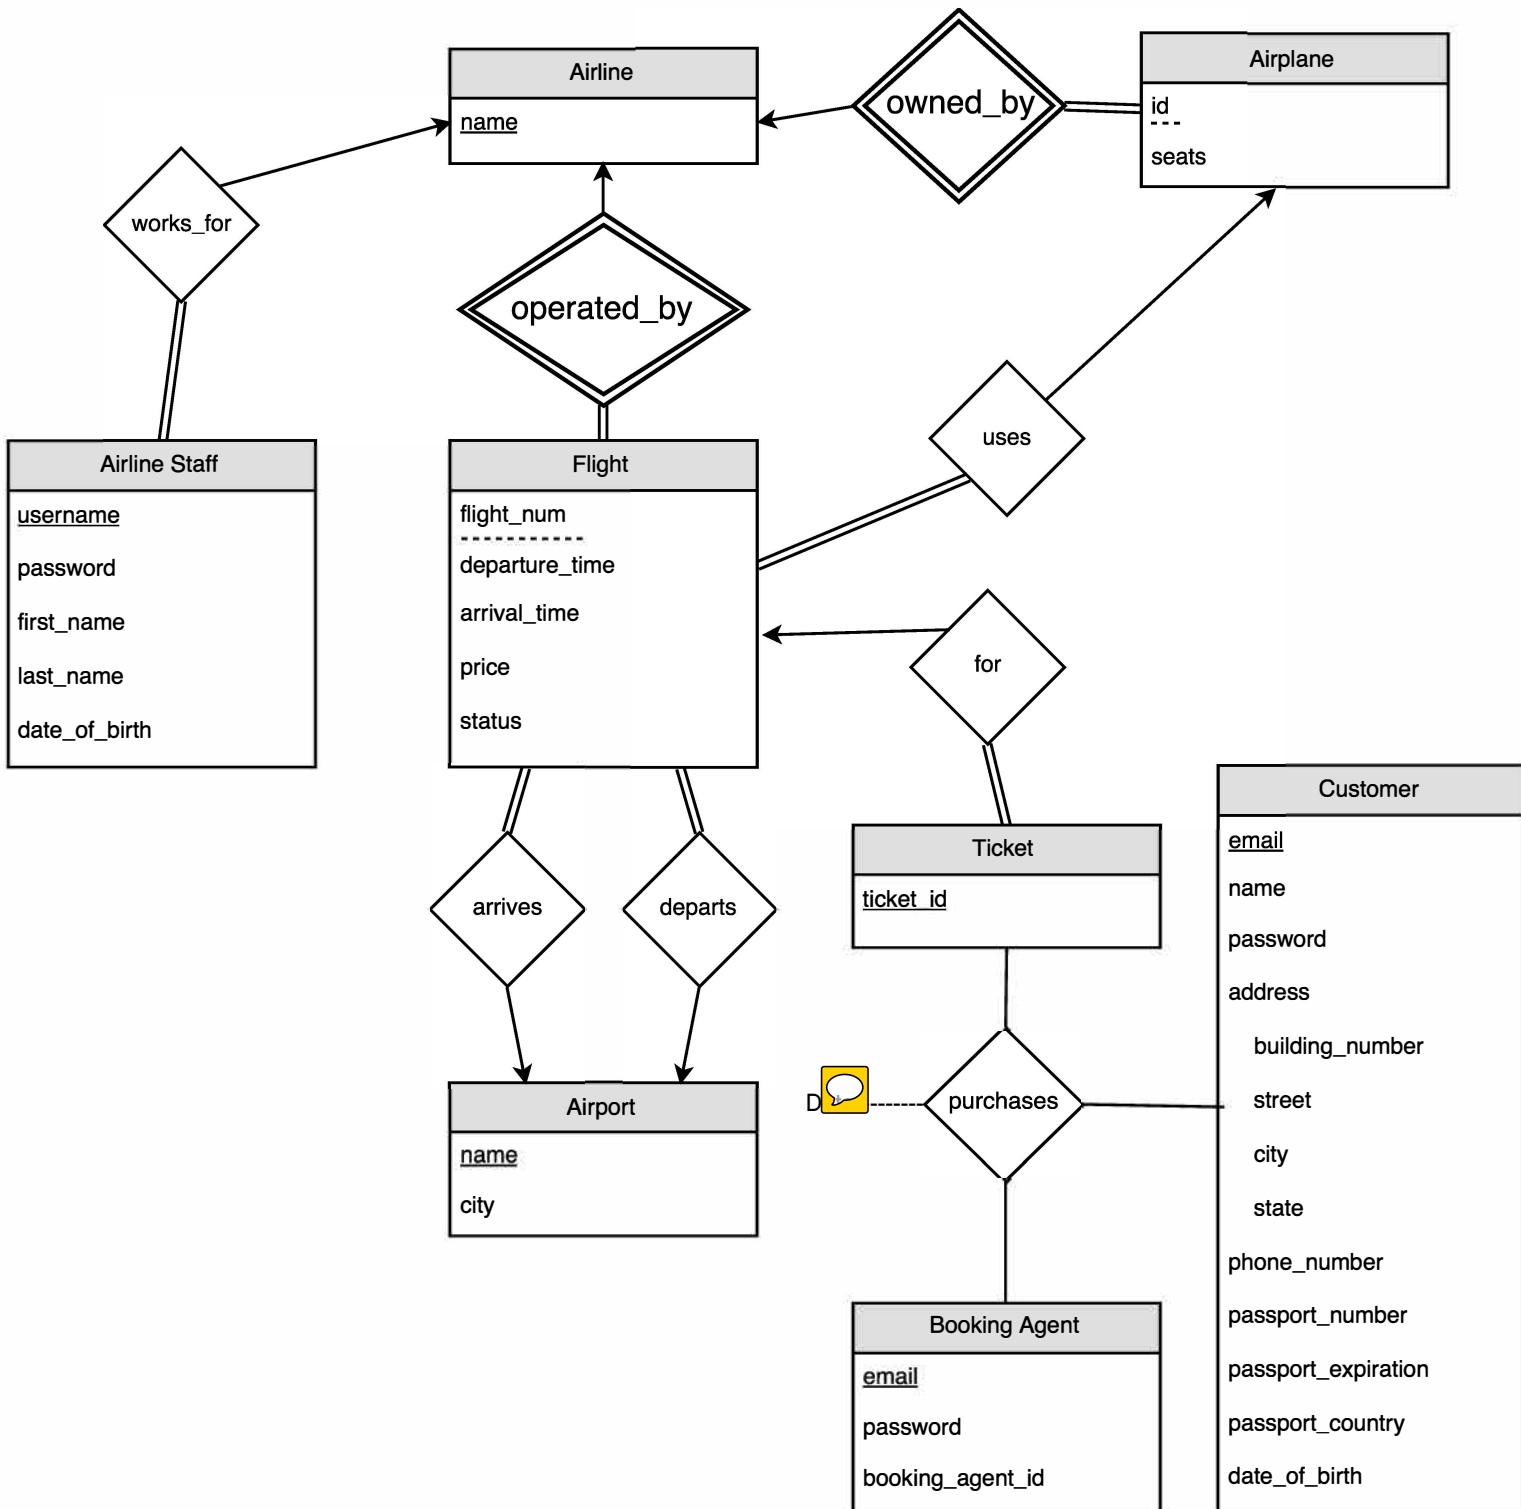 Airline
name
owned_by
Airplane
id
seats
works_for
operated_by
uses
Airline Staff
username
password
first_name
last_name
date_of_birth
Flight
flight_num
departure_time
arrival_time
price
status
for
arrives
departs
Ticket
ticket_id
Customer
email
name
password
address
building_number
street
city
state
phone_number
passport_number
passport_expiration
passport_country
date_of_birth
D
purchases
Airport
name
city
Booking Agent
email
password
booking_agent_id